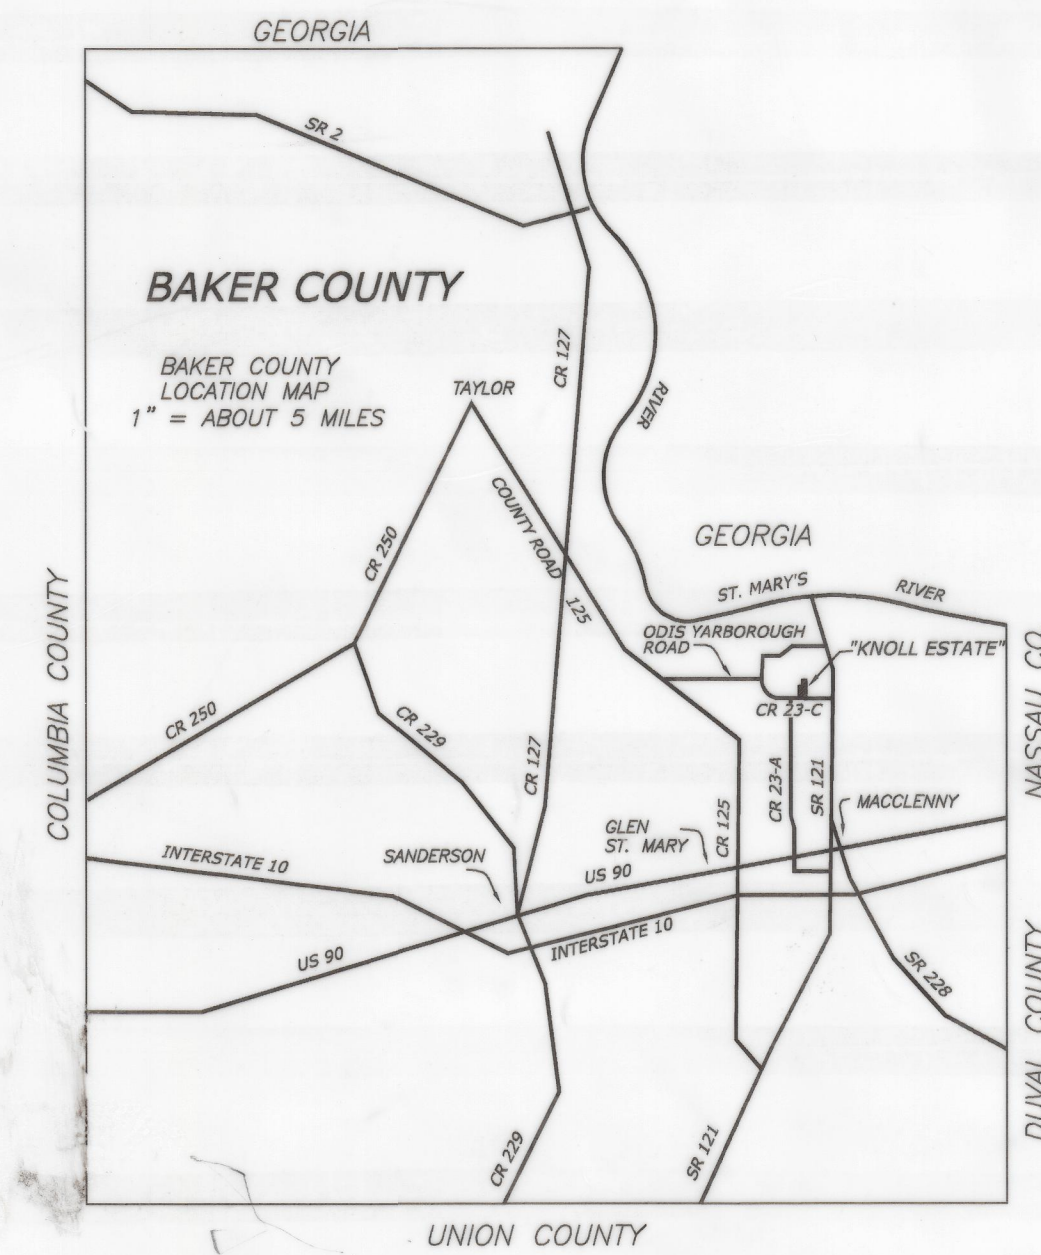 GEORGIA
SR 2
BAKER COUNTY
BAKER COUNTY
LOCATION MAP
1" = ABOUT 5 MILES
TAYLOR
CR 127
RIVER
COUNTY ROAD
125
CR 250
GEORGIA
ST. MARY'S
RIVER
ODIS YARBOROUGH
ROAD
"KNOLL ESTATE"
CR 23-C
COLUMBIA COUNTY
NASSAU CO
CR 250
CR 229
CR 127
CR 125
CR 23-A
SR 121
MACCLENNY
GLEN
ST. MARY
INTERSTATE 10
SANDERSON
US 90
INTERSTATE 10
US 90
SR 228
DUVAL COUNTY
CR 229
SR 121
UNION COUNTY